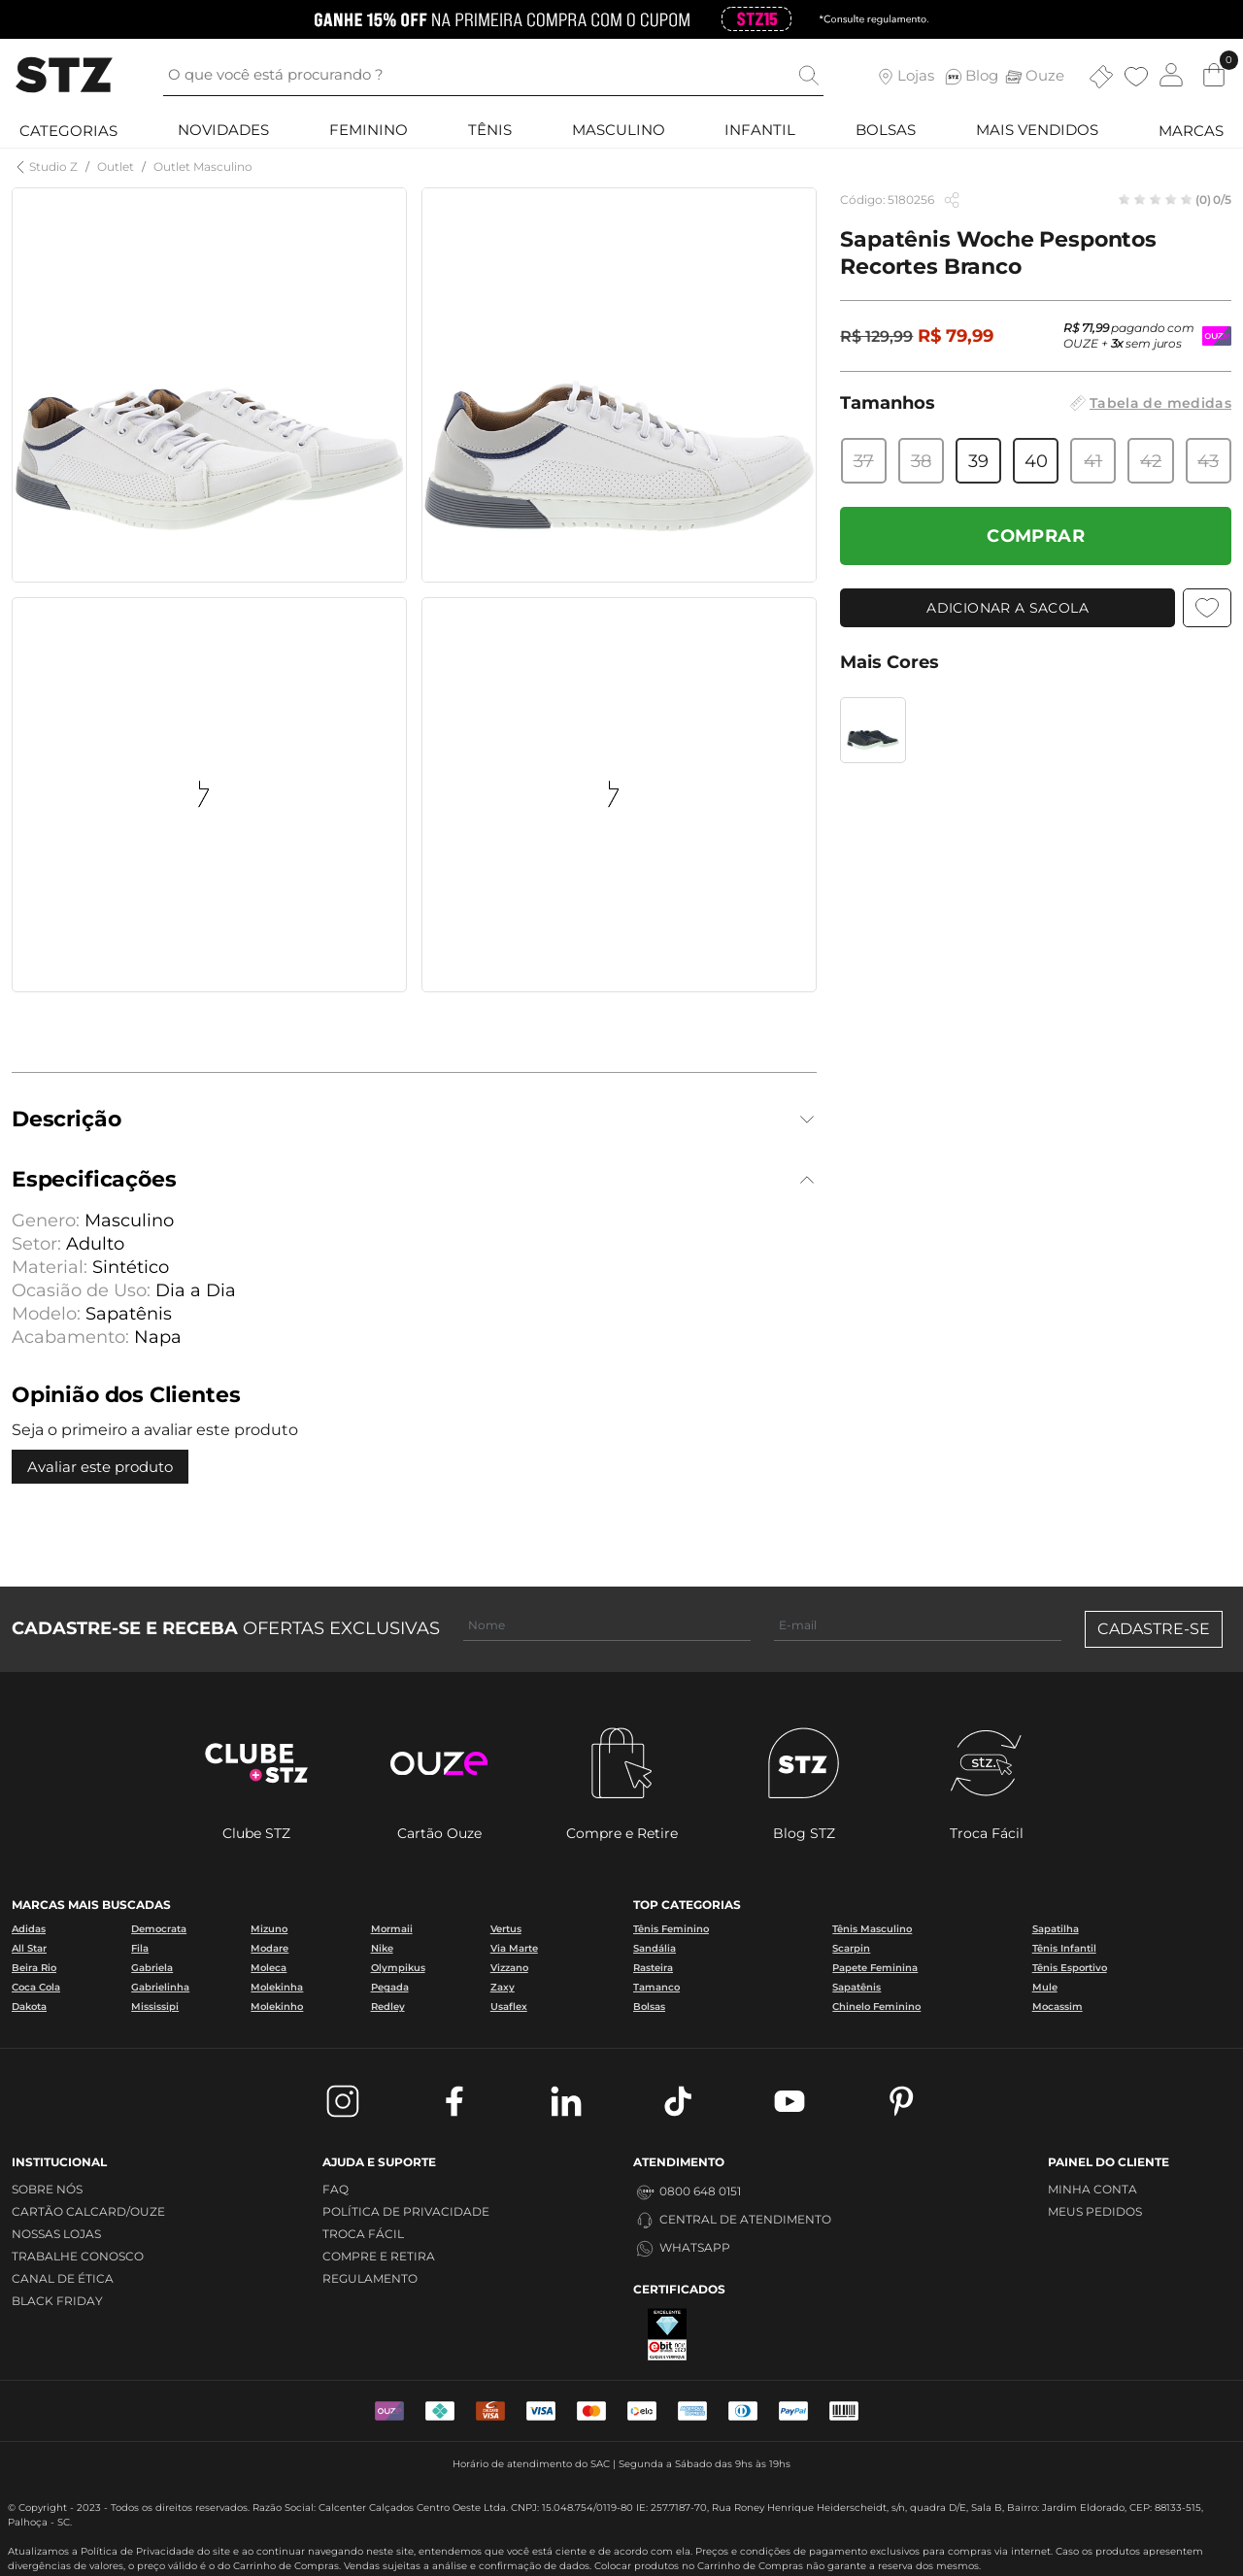 GANHE 15% OFF NA PRIMEIRA COMPRA COM O CUPOM STZ15 *Consulte regulamento.
STZ
O que você está procurando ?
Lojas
STZ Blog
Ouze
0
CATEGORIAS
NOVIDADES
FEMININO
TÊNIS
MASCULINO
INFANTIL
BOLSAS
MAIS VENDIDOS
MARCAS
Studio Z / Outlet / Outlet Masculino
Código: 5180256
(0) 0/5
Sapatênis Woche Pespontos
Recortes Branco
R$ 129,99 R$ 79,99
R$ 71,99 pagando com
OUZE + 3x sem juros
OUZ
Tamanhos
Tabela de medidas
37 38 39 40 41 42 43
COMPRAR
ADICIONAR A SACOLA
Mais Cores
Descrição
Especificações
Genero: Masculino
Setor: Adulto
Material: Sintético
Ocasião de Uso: Dia a Dia
Modelo: Sapatênis
Acabamento: Napa
Opinião dos Clientes
Seja o primeiro a avaliar este produto
Avaliar este produto
CADASTRE-SE E RECEBA OFERTAS EXCLUSIVAS
Nome
E-mail
CADASTRE-SE
CLUBE
+STZ
ouze
STZ
stz.
Clube STZ
Cartão Ouze
Compre e Retire
Blog STZ
Troca Fácil
MARCAS MAIS BUSCADAS
Adidas Democrata Mizuno Mormaii Vertus
All Star Fila Modare Nike Via Marte
Beira Rio Gabriela Moleca Olympikus Vizzano
Coca Cola Gabrielinha Molekinha Pegada Zaxy
Dakota Mississipi Molekinho Redley Usaflex
TOP CATEGORIAS
Tênis Feminino Tênis Masculino Sapatilha
Sandália Scarpin Tênis Infantil
Rasteira Papete Feminina Tênis Esportivo
Tamanco Sapatênis Mule
Bolsas Chinelo Feminino Mocassim
INSTITUCIONAL
SOBRE NÓS
CARTÃO CALCARD/OUZE
NOSSAS LOJAS
TRABALHE CONOSCO
CANAL DE ÉTICA
BLACK FRIDAY
AJUDA E SUPORTE
FAQ
POLÍTICA DE PRIVACIDADE
TROCA FÁCIL
COMPRE E RETIRA
REGULAMENTO
ATENDIMENTO
0800 648 0151
CENTRAL DE ATENDIMENTO
WHATSAPP
CERTIFICADOS
EXCELENTE
ebit
CLIQUE E VERIFIQUE
PAINEL DO CLIENTE
MINHA CONTA
MEUS PEDIDOS
OUZ
VISA
VISA
elo
PayPal
Horário de atendimento do SAC | Segunda a Sábado das 9hs às 19hs
© Copyright - 2023 - Todos os direitos reservados. Razão Social: Calcenter Calçados Centro Oeste Ltda. CNPJ: 15.048.754/0119-80 IE: 257.7187-70, Rua Roney Henrique Heiderscheidt, s/n, quadra D/E, Sala B, Bairro: Jardim Eldorado, CEP: 88133-515,
Palhoça - SC.
Atualizamos a Política de Privacidade do site e ao continuar navegando neste site, entendemos que você está ciente e de acordo com ela. Preços e condições de pagamento exclusivos para compras via internet. Caso os produtos apresentem
divergências de valores, o preço válido é o do Carrinho de Compras. Vendas sujeitas a análise e confirmação de dados. Colocar produtos no Carrinho de Compras não garante a reserva dos mesmos.